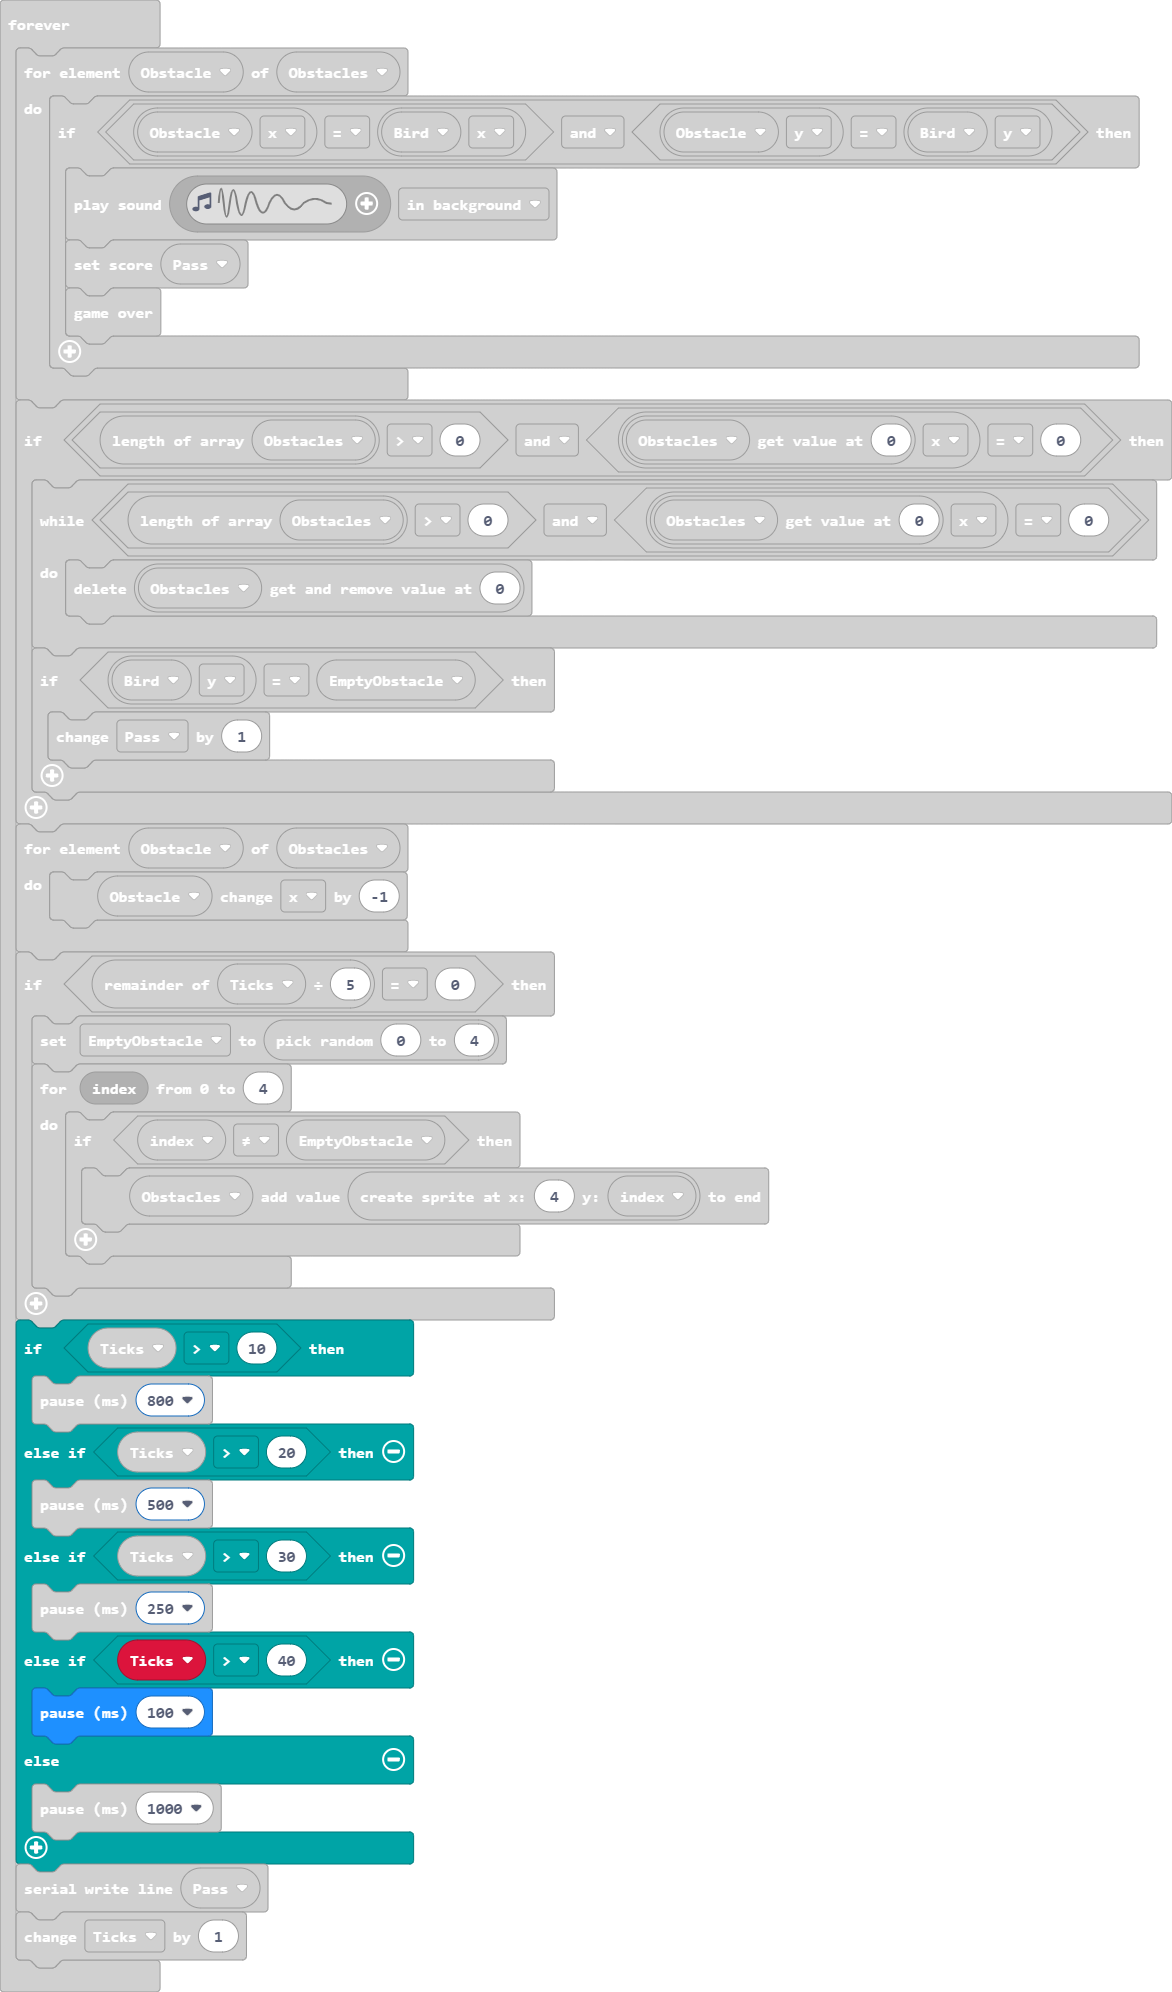 forever
for element Obstacle of Obstacles
do
if Obstacle x = Bird x and Obstacle y = Bird y then
play sound in background
set score Pass
game over
if length of array Obstacles > 0 and Obstacles get value at 0 x = 0 then
while length of array Obstacles > 0 and Obstacles get value at 0 x = 0
do
delete Obstacles get and remove value at 0
if Bird y = EmptyObstacle then
change Pass by 1
for element Obstacle of Obstacles
do
Obstacle change x by -1
if remainder of Ticks ÷ 5 = 0 then
set EmptyObstacle to pick random 0 to 4
for index from 0 to 4
do
if index ≠ EmptyObstacle then
Obstacles add value create sprite at x: 4 y: index to end
if Ticks > 10 then
pause (ms) 800
else if Ticks > 20 then
pause (ms) 500
else if Ticks > 30 then
pause (ms) 250
else if Ticks > 40 then
pause (ms) 100
else
pause (ms) 1000
serial write line Pass
change Ticks by 1